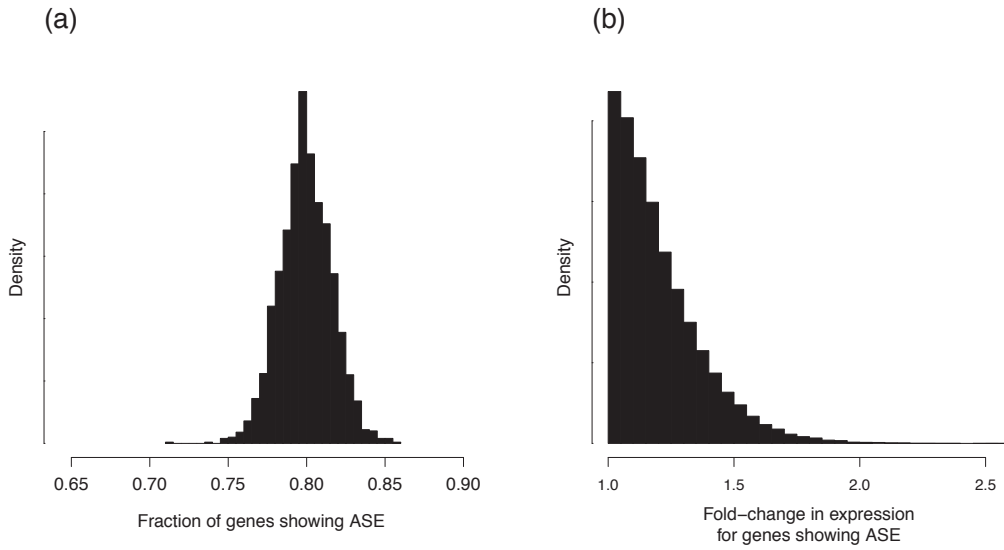 (a)
Density
0.65 0.70 0.75 0.80 0.85 0.90
Fraction of genes showing ASE
(b)
Density
1.0 1.5 2.0 2.5
Fold−change in expression
for genes showing ASE